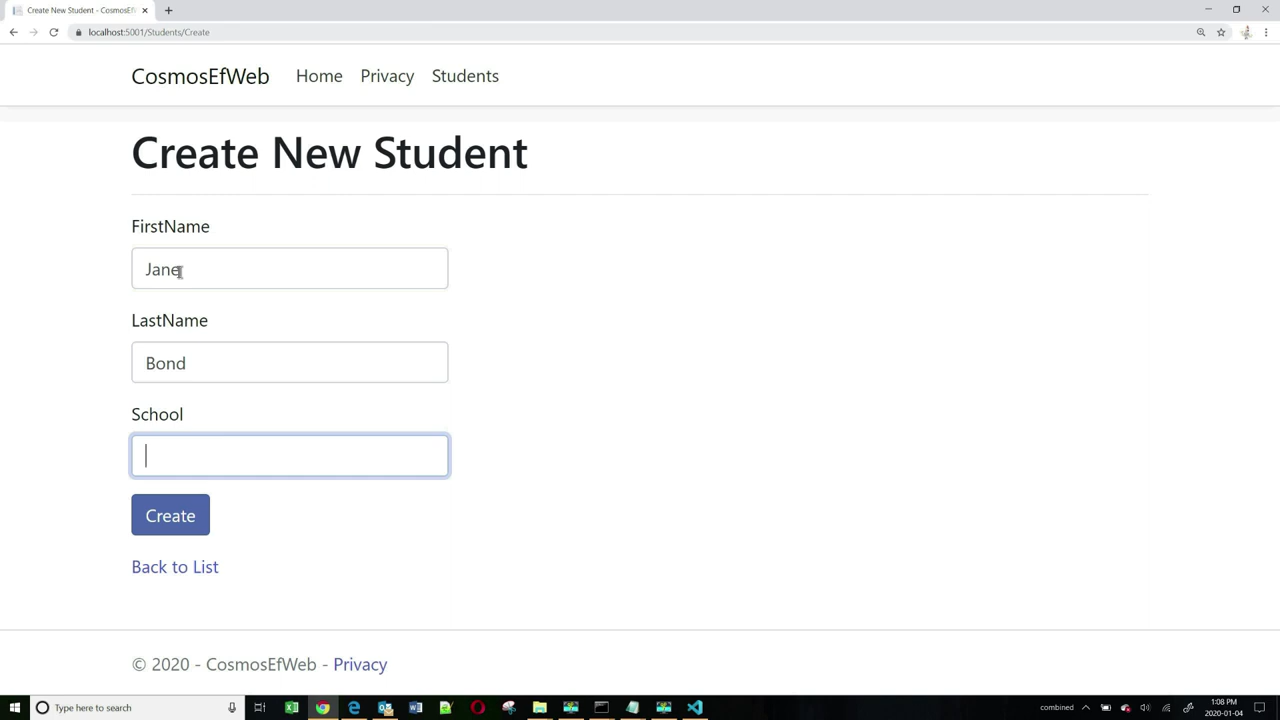 Create New Student - CosmosEf
localhost:5001/Students/Create
CosmosEfWeb Home Privacy Students
Create New Student
FirstName
Jane
LastName
Bond
School
Create
Back to List
© 2020 - CosmosEfWeb - Privacy
Type here to search
combined
1:08 PM
2020-01-04